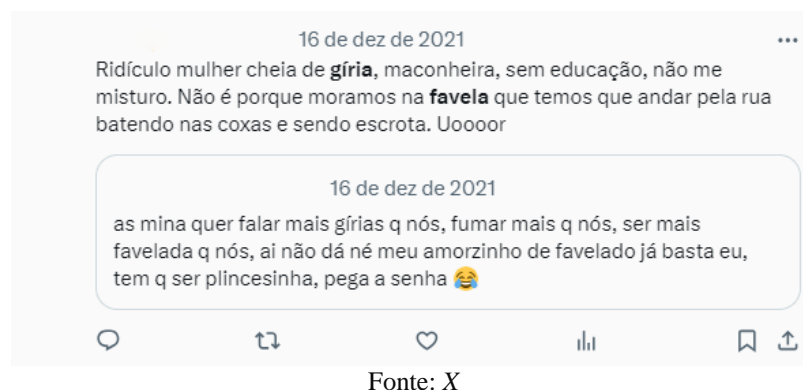 16 de dez de 2021
Ridículo mulher cheia de gíria, maconheira, sem educação, não me
misturo. Não é porque moramos na favela que temos que andar pela rua
batendo nas coxas e sendo escrota. Uoooor
16 de dez de 2021
as mina quer falar mais gírias q nós, fumar mais q nós, ser mais
favelada q nós, ai não dá né meu amorzinho de favelado já basta eu,
tem q ser plincesinha, pega a senha 😂
Fonte: X